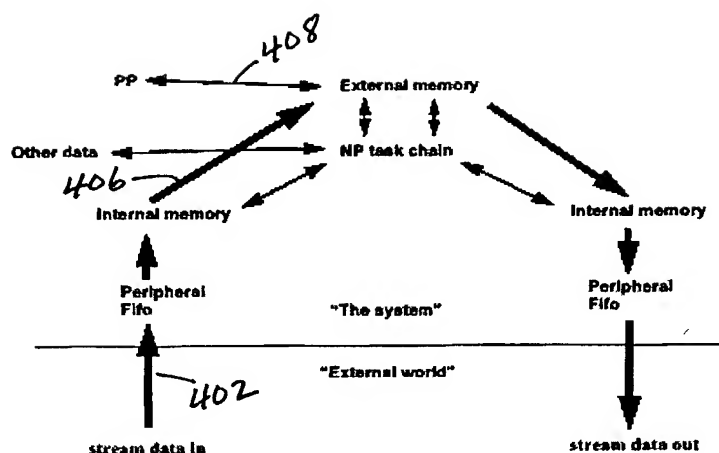 408
PP
External memory
Other data
NP task chain
406
Internal memory
Internal memory
Peripheral
Fifo
Peripheral
Fifo
"The system"
"External world"
402
stream data in
stream data out